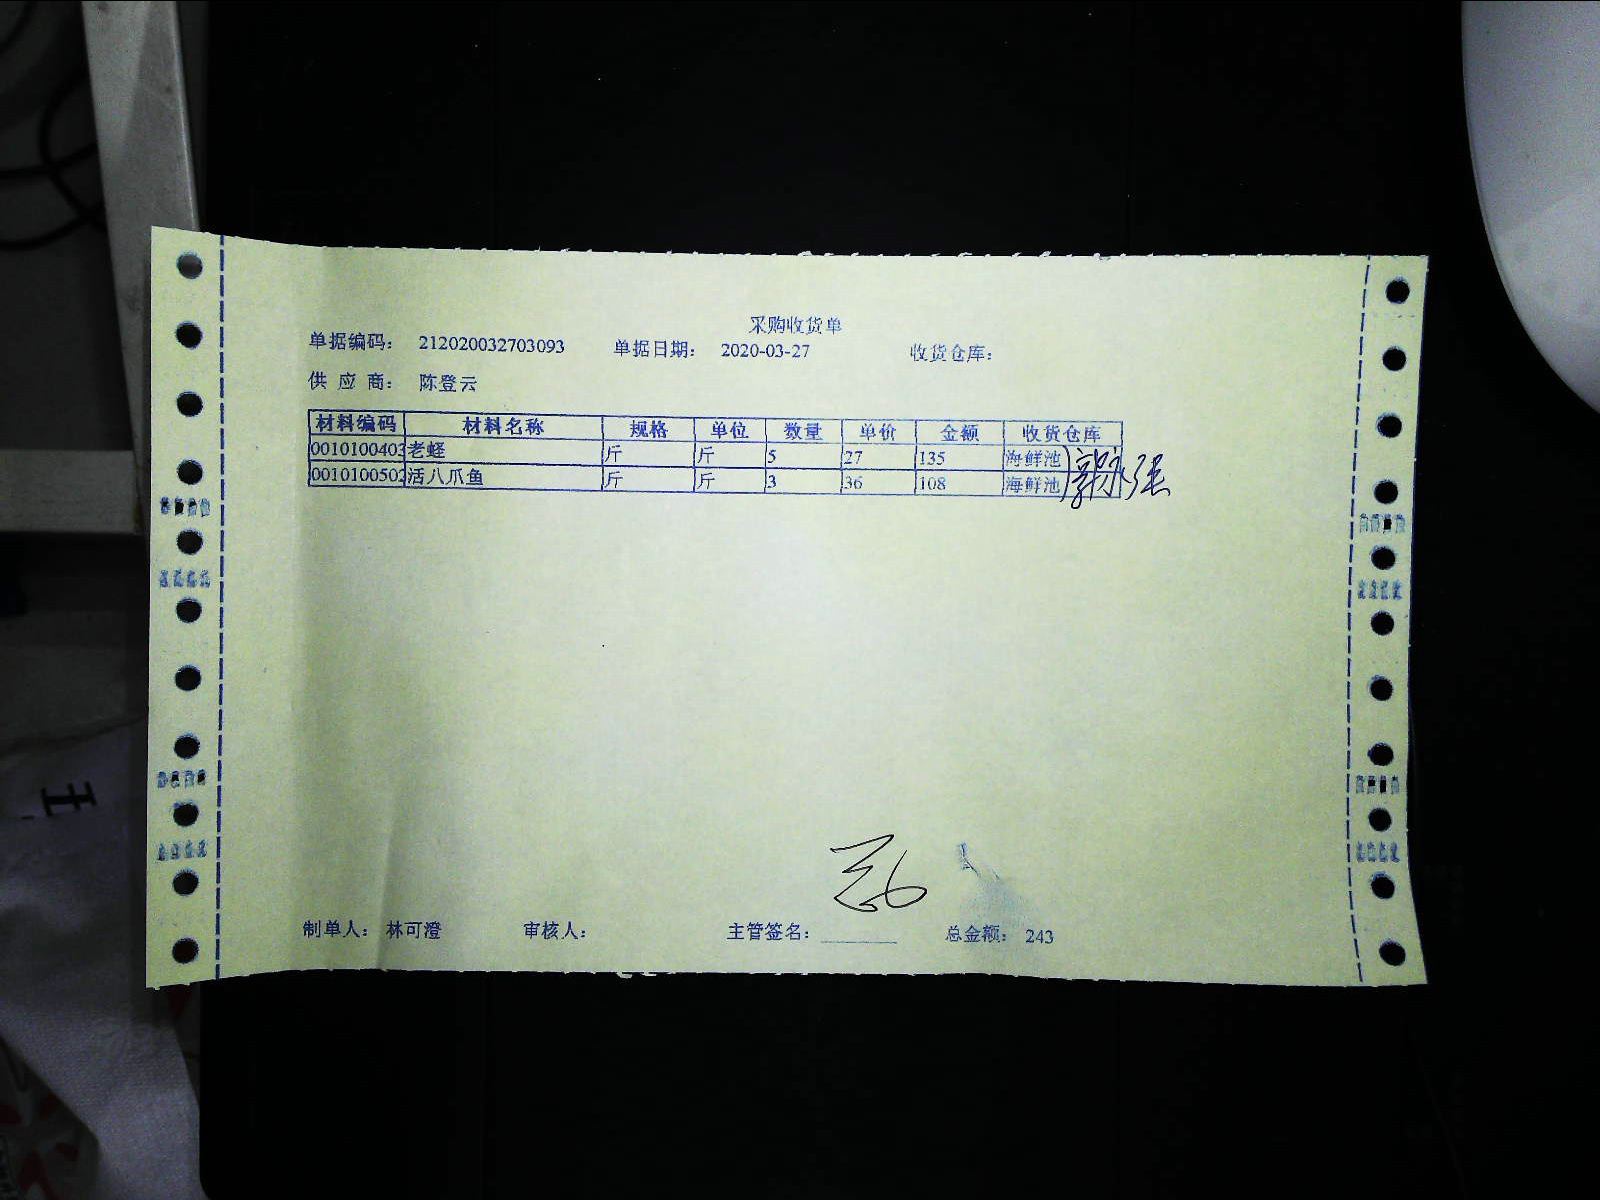 采购收货单
单据编码: 212020032703093 单据日期: 2020-03-27 收货仓库:
供 应 商: 陈登云
材料编码 材料名称 规格 单位 数量 单价 金额 收货仓库
0010100403 老蛏 斤 斤 5 27 135 海鲜池
0010100502 活八爪鱼 斤 斤 3 36 108 海鲜池
制单人: 林可澄 审核人: 主管签名: 总金额: 243